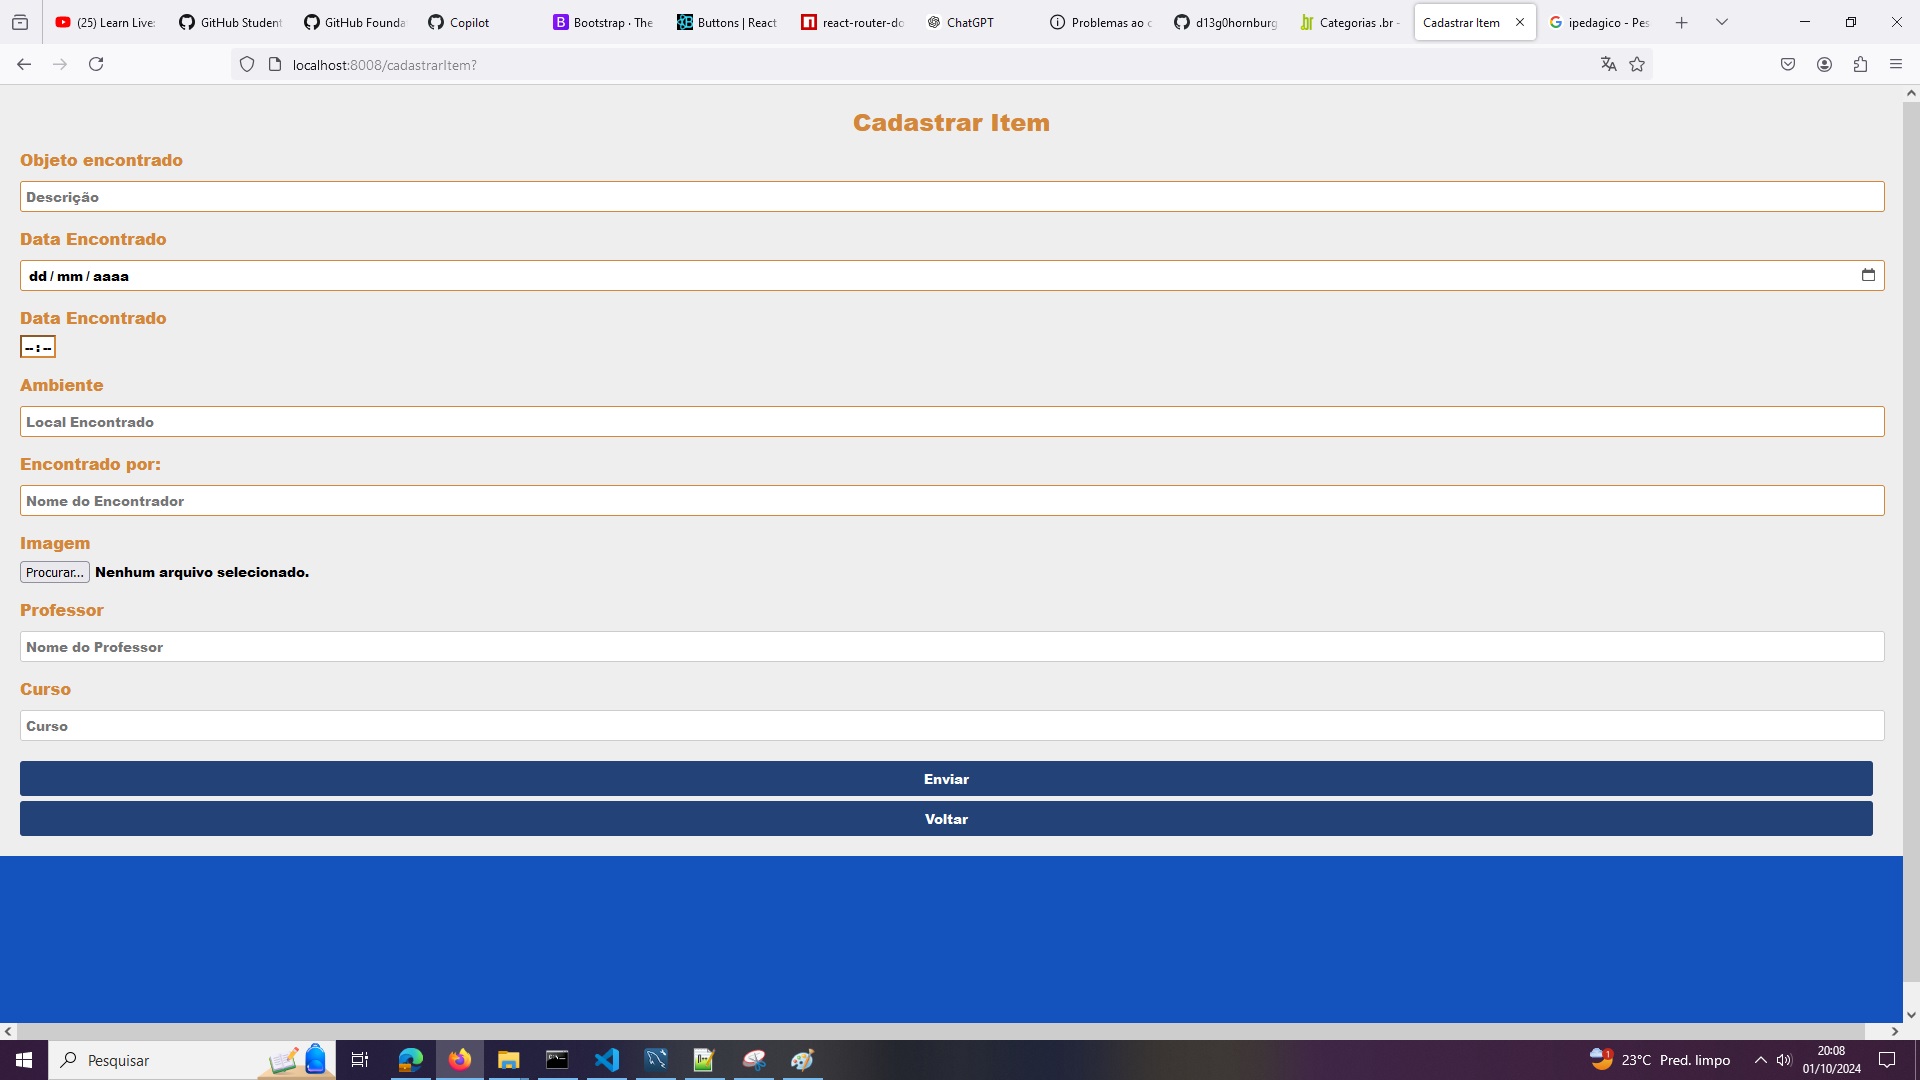 (25) Learn Live:
GitHub Student
GitHub Founda
Copilot
Bootstrap · The
Buttons | React
react-router-do
ChatGPT
Problemas ao c
d13g0hornburg
Categorias .br -
Cadastrar Item
ipedagico - Pes
localhost:8008/cadastrarItem?
Cadastrar Item
Objeto encontrado
Descrição
Data Encontrado
dd / mm / aaaa
Data Encontrado
--:--
Ambiente
Local Encontrado
Encontrado por:
Nome do Encontrador
Imagem
Procurar... Nenhum arquivo selecionado.
Professor
Nome do Professor
Curso
Curso
Enviar
Voltar
Pesquisar
1
23°C Pred. limpo
20:08
01/10/2024